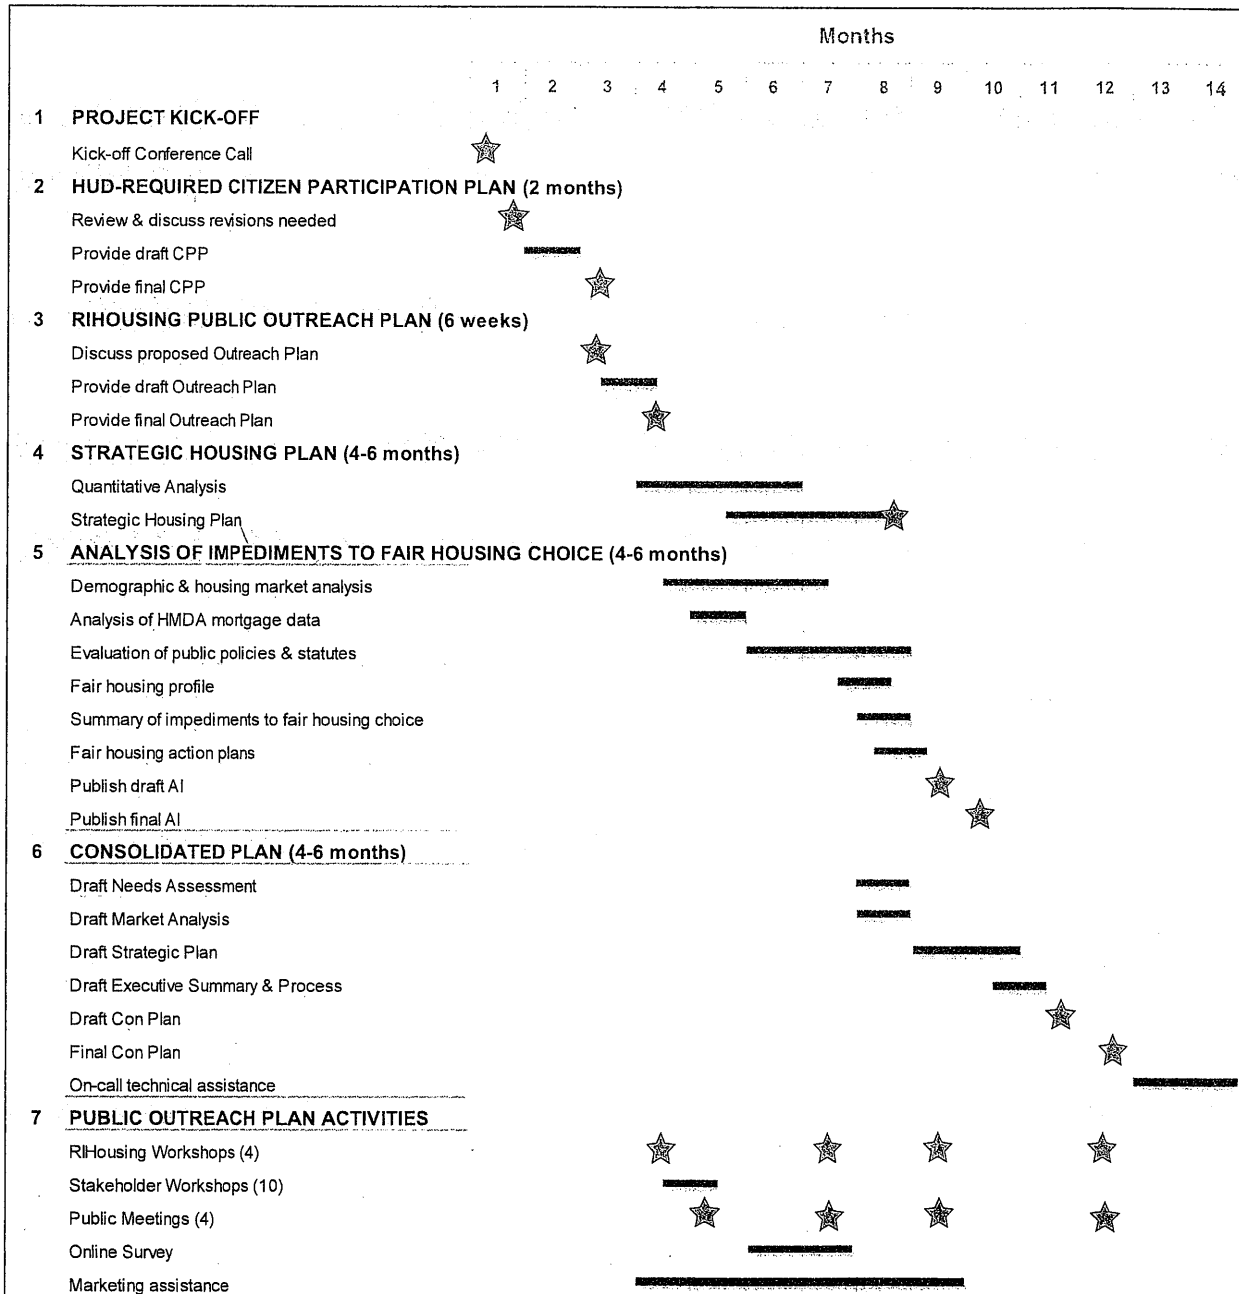 Months
1 2 3 4 5 6 7 8 9 10 11 12 13 14
1 PROJECT KICK-OFF
Kick-off Conference Call
2 HUD-REQUIRED CITIZEN PARTICIPATION PLAN (2 months)
Review & discuss revisions needed
Provide draft CPP
Provide final CPP
3 RIHOUSING PUBLIC OUTREACH PLAN (6 weeks)
Discuss proposed Outreach Plan
Provide draft Outreach Plan
Provide final Outreach Plan
4 STRATEGIC HOUSING PLAN (4-6 months)
Quantitative Analysis
Strategic Housing Plan
5 ANALYSIS OF IMPEDIMENTS TO FAIR HOUSING CHOICE (4-6 months)
Demographic & housing market analysis
Analysis of HMDA mortgage data
Evaluation of public policies & statutes
Fair housing profile
Summary of impediments to fair housing choice
Fair housing action plans
Publish draft AI
Publish final AI
6 CONSOLIDATED PLAN (4-6 months)
Draft Needs Assessment
Draft Market Analysis
Draft Strategic Plan
Draft Executive Summary & Process
Draft Con Plan
Final Con Plan
On-call technical assistance
7 PUBLIC OUTREACH PLAN ACTIVITIES
RIHousing Workshops (4)
Stakeholder Workshops (10)
Public Meetings (4)
Online Survey
Marketing assistance